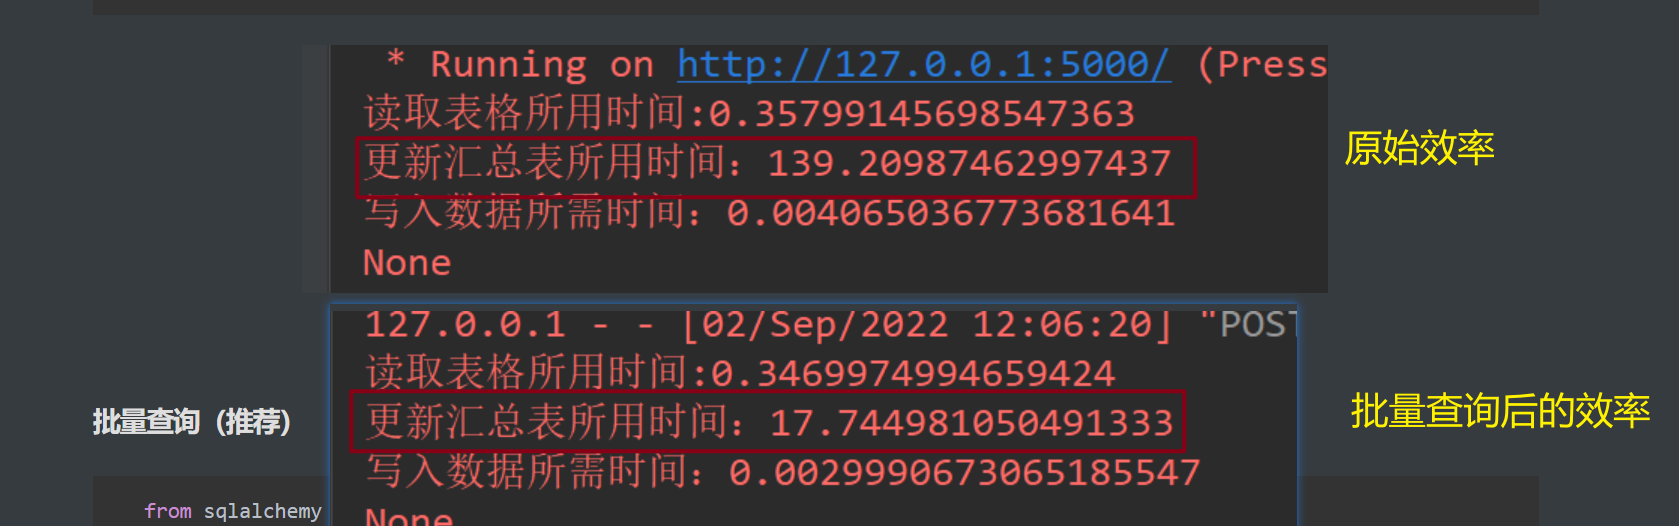 * Running on http://127.0.0.1:5000/ (Press
读取表格所用时间:0.35799145698547363
更新汇总表所用时间：139.20987462997437
原始效率
写入数据所需时间：0.0040650367736816​41
None
127.0.0.1 - - [02/Sep/2022 12:06:20] "POST
读取表格所用时间:0.3469974994659424
批量查询（推荐）
更新汇总表所用时间：17.744981050491333
批量查询后的效率
写入数据所需时间：0.0029990673065185547
from sqlalchemy
None